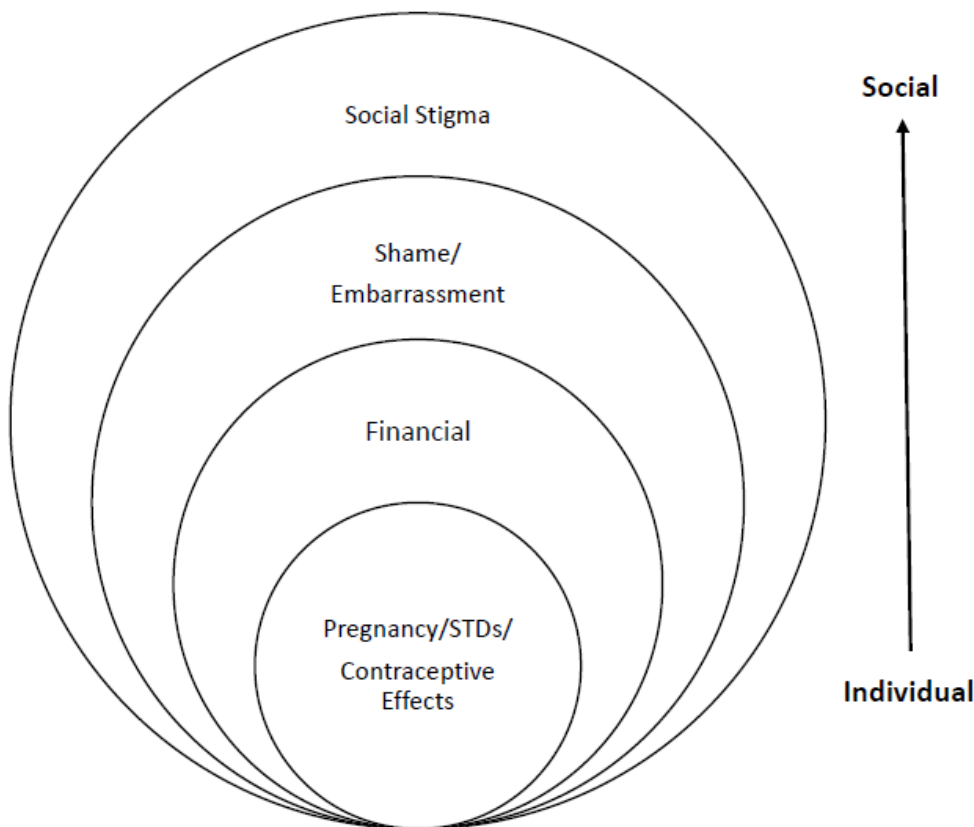 Social
Social Stigma
Shame/
Embarrassment
Financial
Pregnancy/STDs/
Contraceptive
Effects
Individual